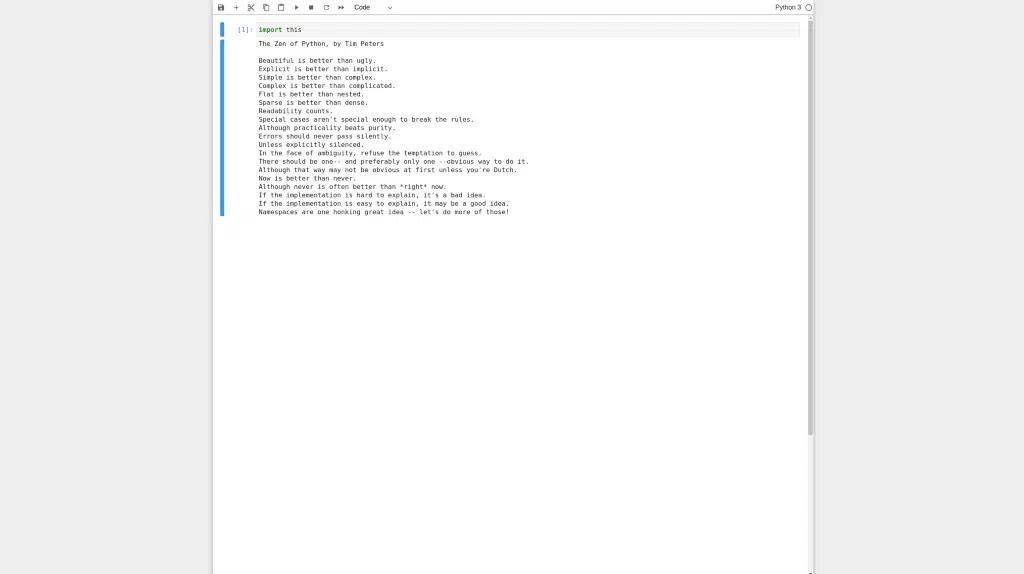 Code
Python 3
[1]: import this
The Zen of Python, by Tim Peters
Beautiful is better than ugly.
Explicit is better than implicit.
Simple is better than complex.
Complex is better than complicated.
Flat is better than nested.
Sparse is better than dense.
Readability counts.
Special cases aren't special enough to break the rules.
Although practicality beats purity.
Errors should never pass silently.
Unless explicitly silenced.
In the face of ambiguity, refuse the temptation to guess.
There should be one-- and preferably only one --obvious way to do it.
Although that way may not be obvious at first unless you're Dutch.
Now is better than never.
Although never is often better than *right* now.
If the implementation is hard to explain, it's a bad idea.
If the implementation is easy to explain, it may be a good idea.
Namespaces are one honking great idea -- let's do more of those!